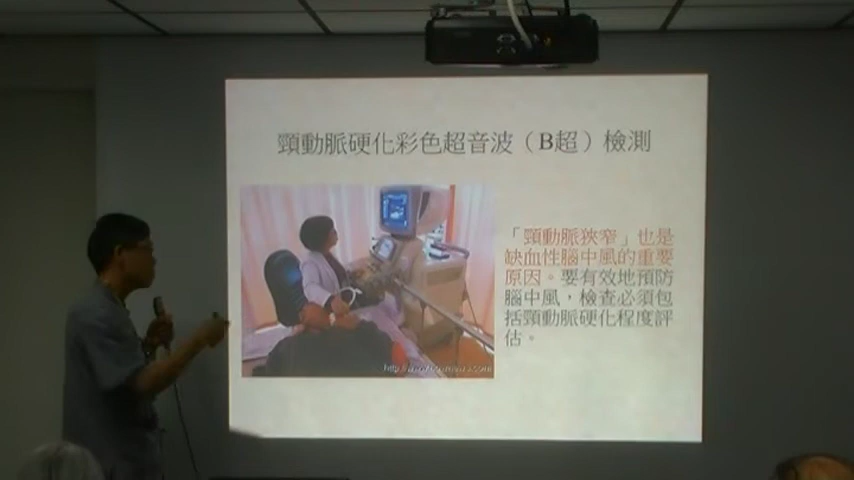 頸動脈硬化彩色超音波（B超）檢測
「頸動脈狹窄」也是
缺血性腦中風的重要
原因。要有效地預防
腦中風，檢查必須包
括頸動脈硬化程度評
估。